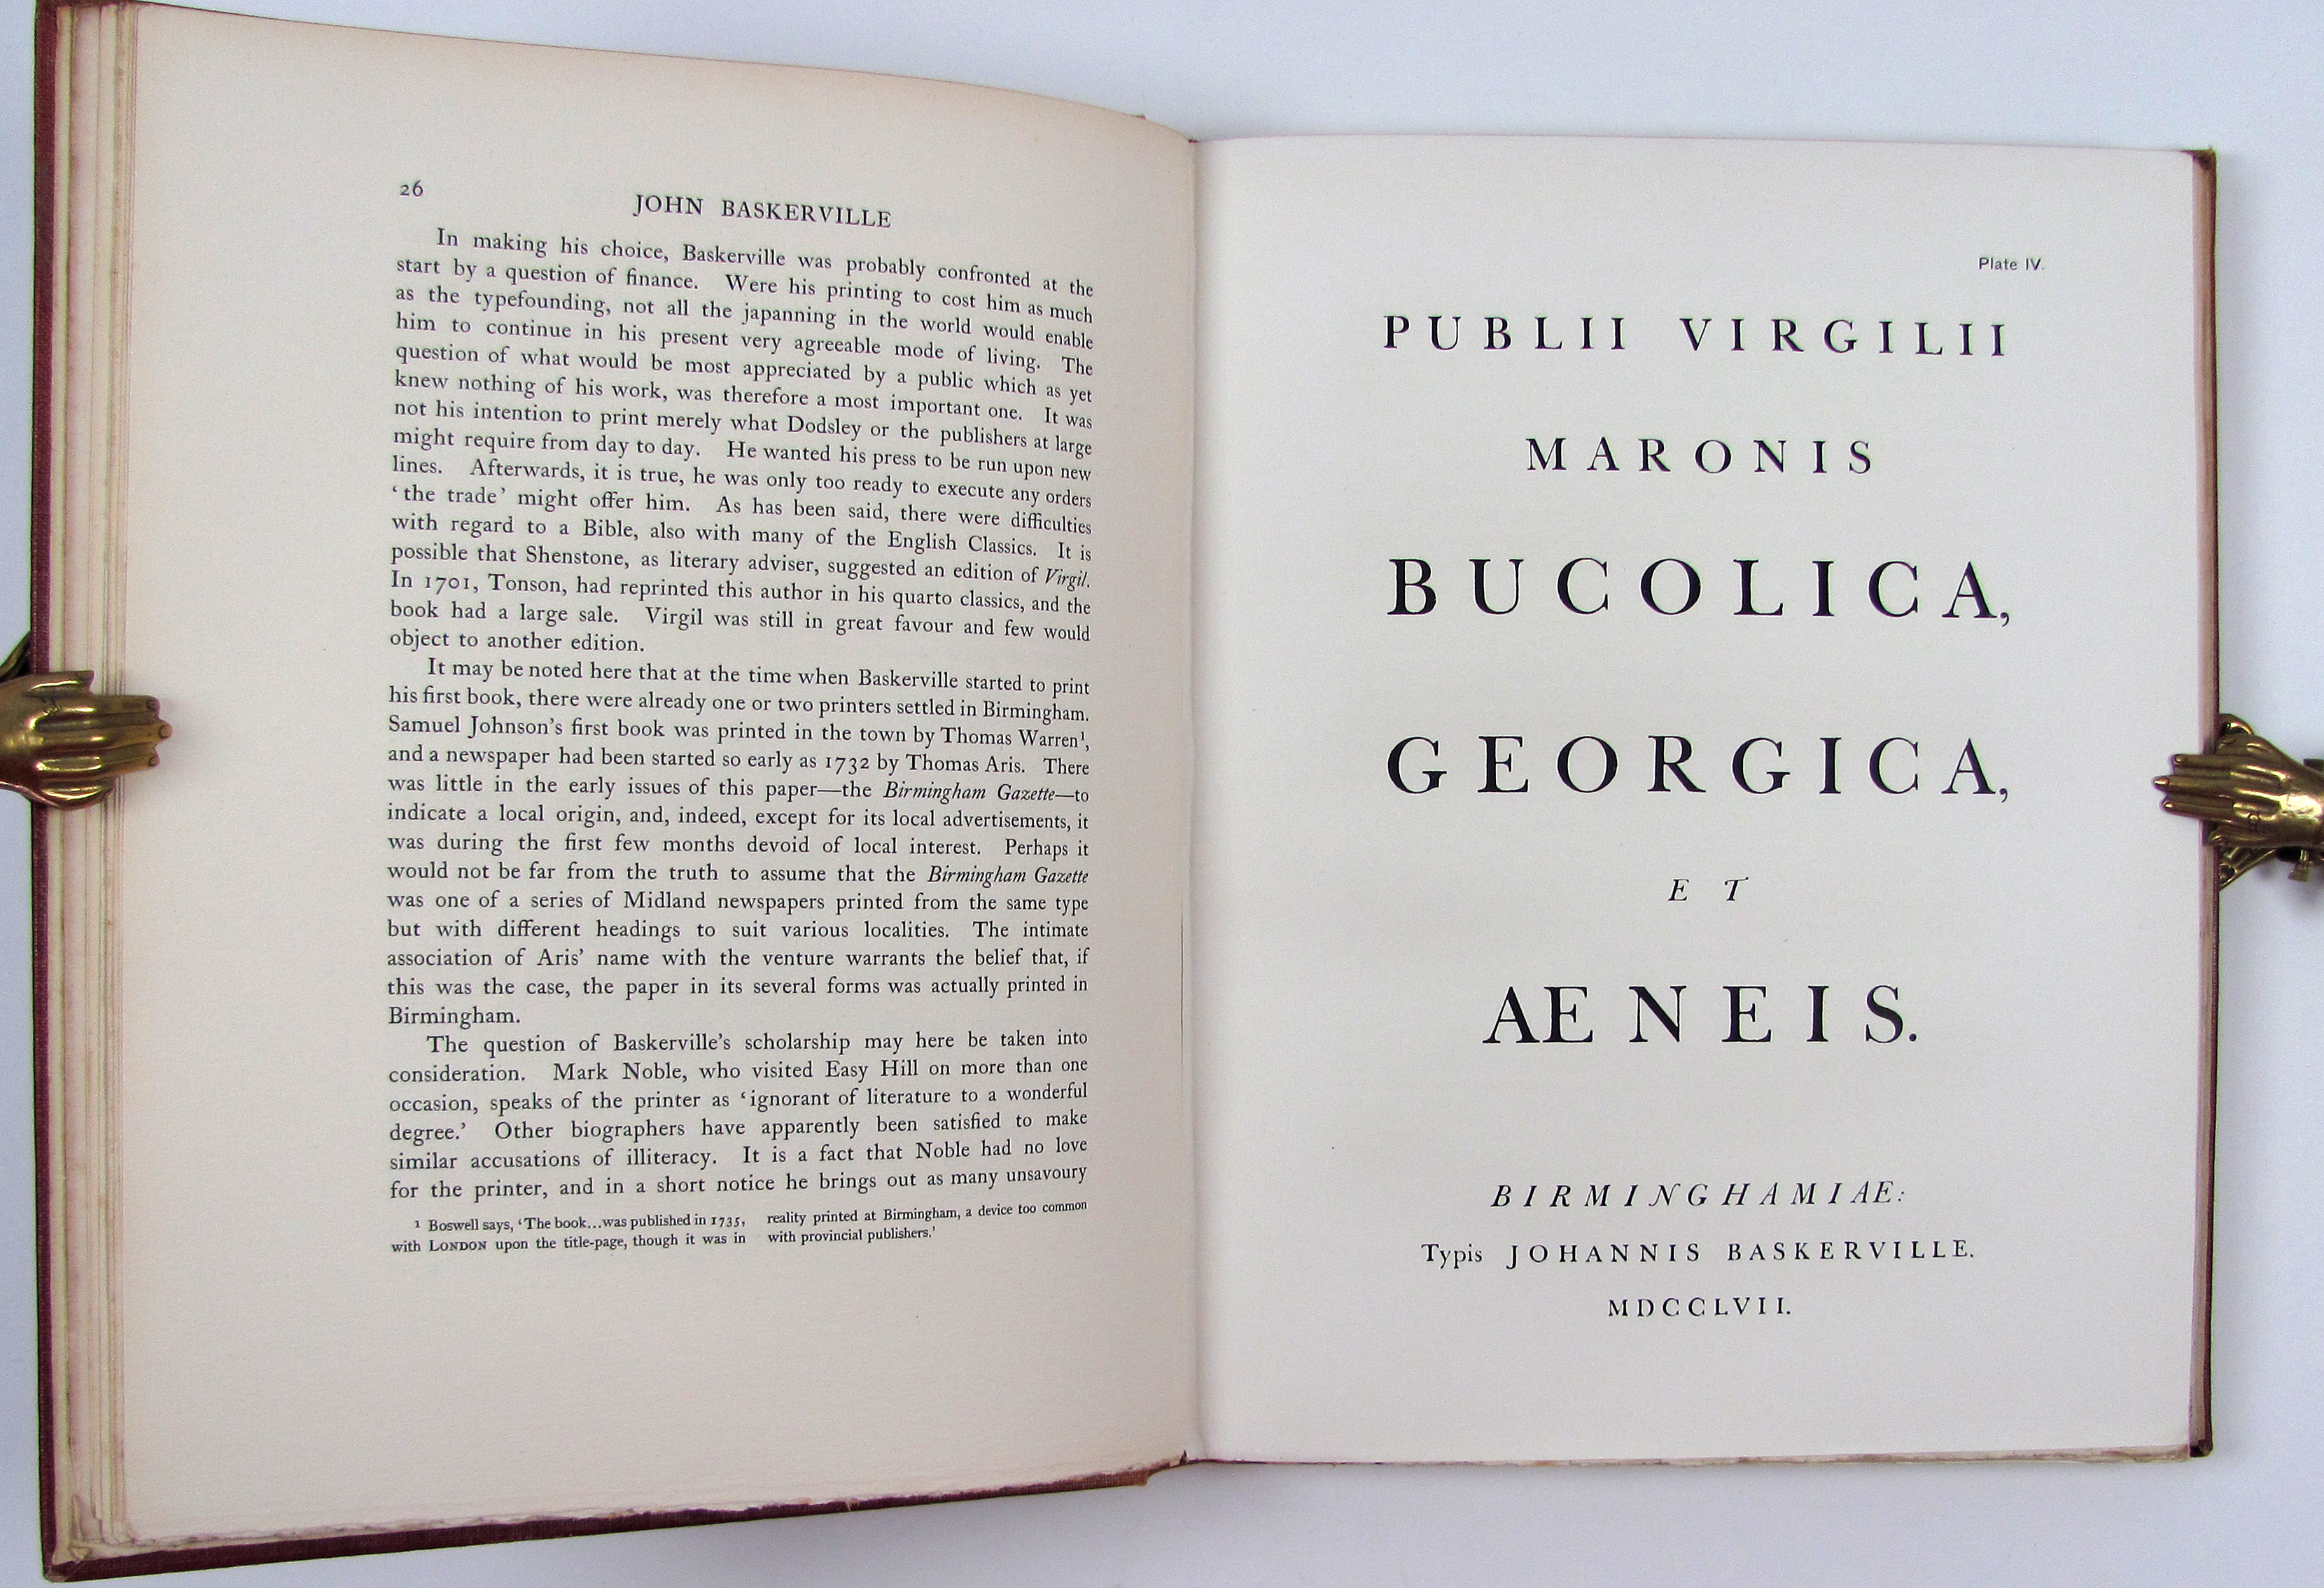 26
JOHN BASKERVILLE
In making his choice, Baskerville was probably confronted at the
start by a question of finance. Were his printing to cost him as much
as the typefounding, not all the japanning in the world would enable
him to continue in his present very agreeable mode of living. The
question of what would be most appreciated by a public which as yet
knew nothing of his work, was therefore a most important one. It was
not his intention to print merely what Dodsley or the publishers at large
might require from day to day. He wanted his press to be run upon new
lines. Afterwards, it is true, he was only too ready to execute any orders
‘the trade’ might offer him. As has been said, there were difficulties
with regard to a Bible, also with many of the English Classics. It is
possible that Shenstone, as literary adviser, suggested an edition of Virgil.
In 1701, Tonson, had reprinted this author in his quarto classics, and the
book had a large sale. Virgil was still in great favour and few would
object to another edition.
It may be noted here that at the time when Baskerville started to print
his first book, there were already one or two printers settled in Birmingham.
Samuel Johnson’s first book was printed in the town by Thomas Warren¹,
and a newspaper had been started so early as 1732 by Thomas Aris. There
was little in the early issues of this paper—the Birmingham Gazette—to
indicate a local origin, and, indeed, except for its local advertisements, it
was during the first few months devoid of local interest. Perhaps it
would not be far from the truth to assume that the Birmingham Gazette
was one of a series of Midland newspapers printed from the same type
but with different headings to suit various localities. The intimate
association of Aris’ name with the venture warrants the belief that, if
this was the case, the paper in its several forms was actually printed in
Birmingham.
The question of Baskerville’s scholarship may here be taken into
consideration. Mark Noble, who visited Easy Hill on more than one
occasion, speaks of the printer as ‘ignorant of literature to a wonderful
degree.’ Other biographers have apparently been satisfied to make
similar accusations of illiteracy. It is a fact that Noble had no love
for the printer, and in a short notice he brings out as many unsavoury
¹ Boswell says, ‘The book...was published in 1735,
with LONDON upon the title-page, though it was in
reality printed at Birmingham, a device too common
with provincial publishers.’
Plate IV.
PUBLII VIRGILII
MARONIS
BUCOLICA,
GEORGICA,
ET
AENEIS.
BIRMINGHAMIAE:
Typis JOHANNIS BASKERVILLE.
MDCCLVII.